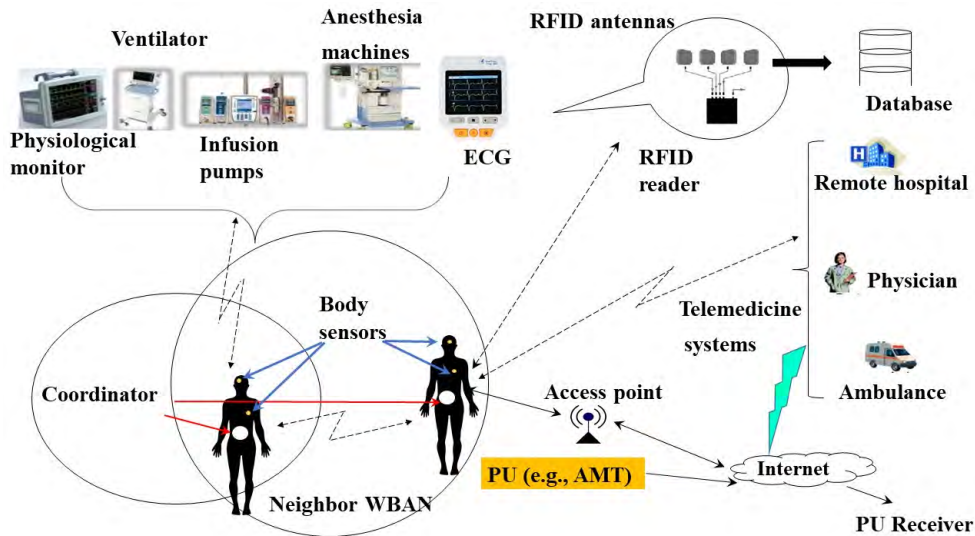 Ventilator
Anesthesia
machines
RFID antennas
Database
Physiological
monitor
Infusion
pumps
ECG
RFID
reader
H
Remote hospital
Physician
Telemedicine
systems
Ambulance
Body
sensors
Coordinator
Access point
PU (e.g., AMT)
Internet
Neighbor WBAN
PU Receiver